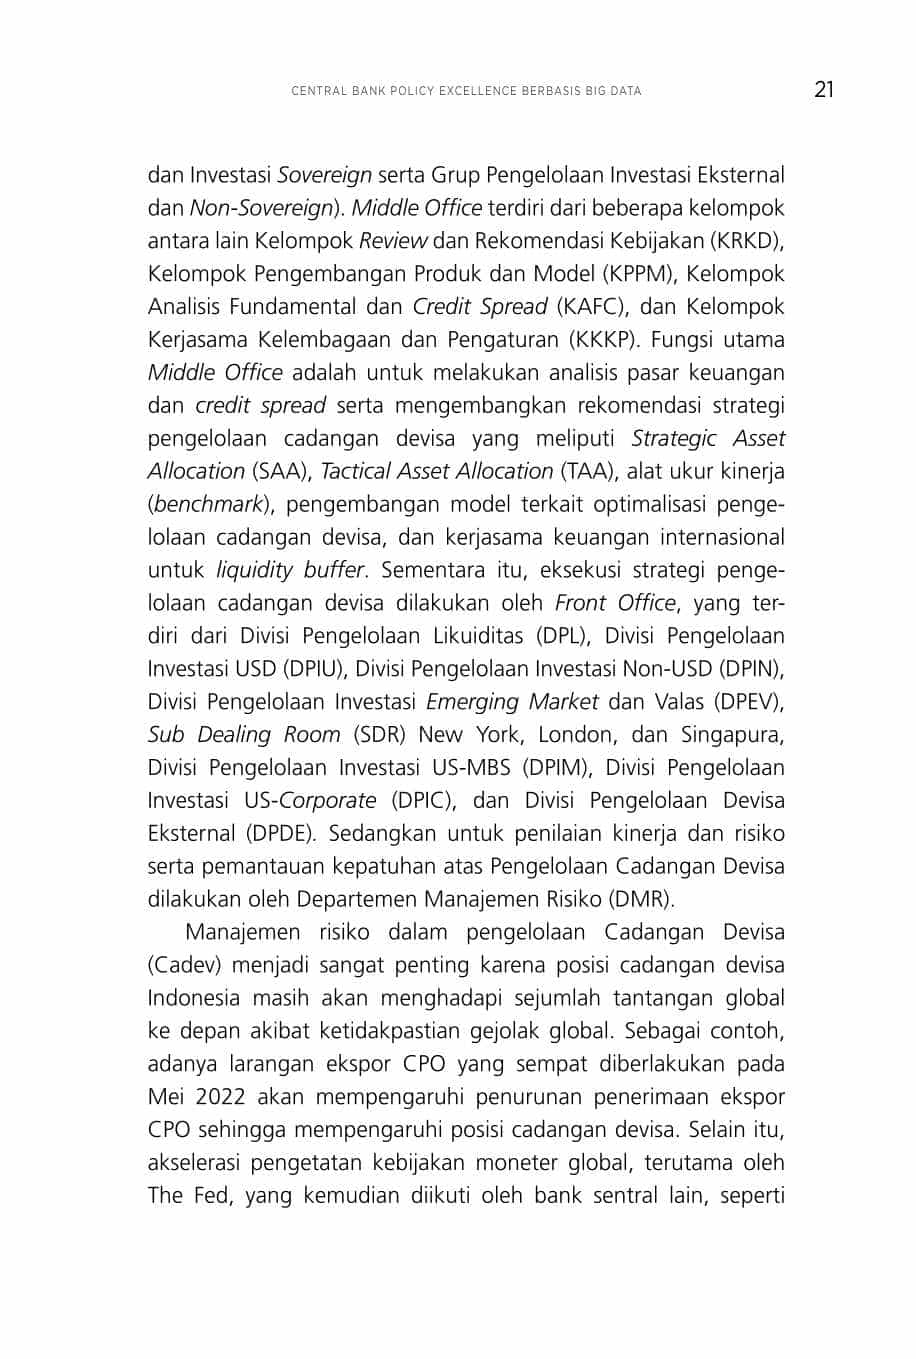 CENTRAL BANK POLICY EXCELLENCE BERBASIS BIG DATA 21
dan Investasi Sovereign serta Grup Pengelolaan Investasi Eksternal
dan Non-Sovereign). Middle Office terdiri dari beberapa kelompok
antara lain Kelompok Review dan Rekomendasi Kebijakan (KRKD),
Kelompok Pengembangan Produk dan Model (KPPM), Kelompok
Analisis Fundamental dan Credit Spread (KAFC), dan Kelompok
Kerjasama Kelembagaan dan Pengaturan (KKKP). Fungsi utama
Middle Office adalah untuk melakukan analisis pasar keuangan
dan credit spread serta mengembangkan rekomendasi strategi
pengelolaan cadangan devisa yang meliputi Strategic Asset
Allocation (SAA), Tactical Asset Allocation (TAA), alat ukur kinerja
(benchmark), pengembangan model terkait optimalisasi penge-
lolaan cadangan devisa, dan kerjasama keuangan internasional
untuk liquidity buffer. Sementara itu, eksekusi strategi penge-
lolaan cadangan devisa dilakukan oleh Front Office, yang ter-
diri dari Divisi Pengelolaan Likuiditas (DPL), Divisi Pengelolaan
Investasi USD (DPIU), Divisi Pengelolaan Investasi Non-USD (DPIN),
Divisi Pengelolaan Investasi Emerging Market dan Valas (DPEV),
Sub Dealing Room (SDR) New York, London, dan Singapura,
Divisi Pengelolaan Investasi US-MBS (DPIM), Divisi Pengelolaan
Investasi US-Corporate (DPIC), dan Divisi Pengelolaan Devisa
Eksternal (DPDE). Sedangkan untuk penilaian kinerja dan risiko
serta pemantauan kepatuhan atas Pengelolaan Cadangan Devisa
dilakukan oleh Departemen Manajemen Risiko (DMR).
Manajemen risiko dalam pengelolaan Cadangan Devisa
(Cadev) menjadi sangat penting karena posisi cadangan devisa
Indonesia masih akan menghadapi sejumlah tantangan global
ke depan akibat ketidakpastian gejolak global. Sebagai contoh,
adanya larangan ekspor CPO yang sempat diberlakukan pada
Mei 2022 akan mempengaruhi penurunan penerimaan ekspor
CPO sehingga mempengaruhi posisi cadangan devisa. Selain itu,
akselerasi pengetatan kebijakan moneter global, terutama oleh
The Fed, yang kemudian diikuti oleh bank sentral lain, seperti